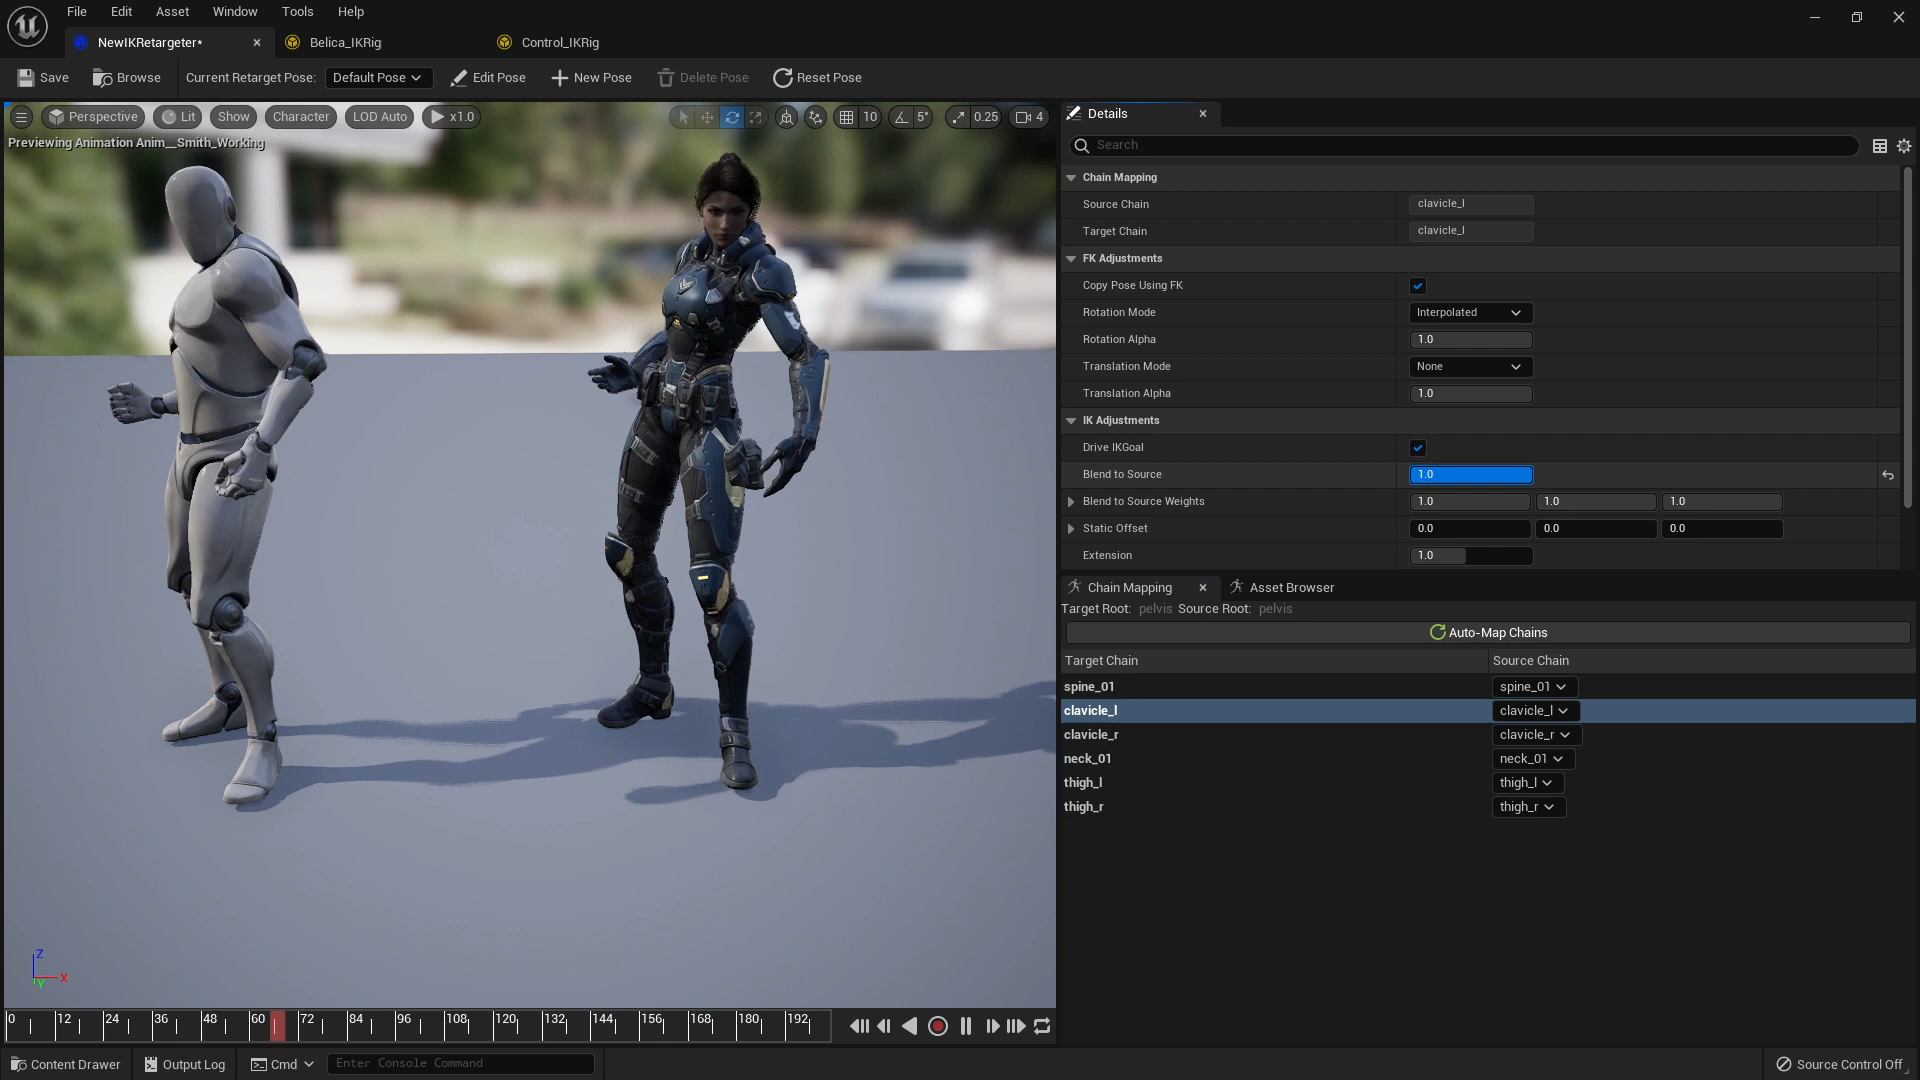 File Edit Asset Window Tools Help
NewIKRetargeter* Belica_IKRig Control_IKRig
Save Browse Current Retarget Pose: Default Pose Edit Pose New Pose Delete Pose Reset Pose
Perspective Lit Show Character LOD Auto x1.0 10 5° 0.25 4
Previewing Animation Anim__Smith_Working
Details
Search
Chain Mapping
Source Chain clavicle_l
Target Chain clavicle_l
FK Adjustments
Copy Pose Using FK
Rotation Mode Interpolated
Rotation Alpha 1.0
Translation Mode None
Translation Alpha 1.0
IK Adjustments
Drive IKGoal
Blend to Source 1.0
Blend to Source Weights 1.0 1.0 1.0
Static Offset 0.0 0.0 0.0
Extension 1.0
Chain Mapping Asset Browser
Target Root: pelvis Source Root: pelvis
Auto-Map Chains
Target Chain Source Chain
spine_01 spine_01
clavicle_l clavicle_l
clavicle_r clavicle_r
neck_01 neck_01
thigh_l thigh_l
thigh_r thigh_r
Z
X
Y
0 12 24 36 48 60 72 84 96 108 120 132 144 156 168 180 192
Content Drawer Output Log Cmd Enter Console Command Source Control Off